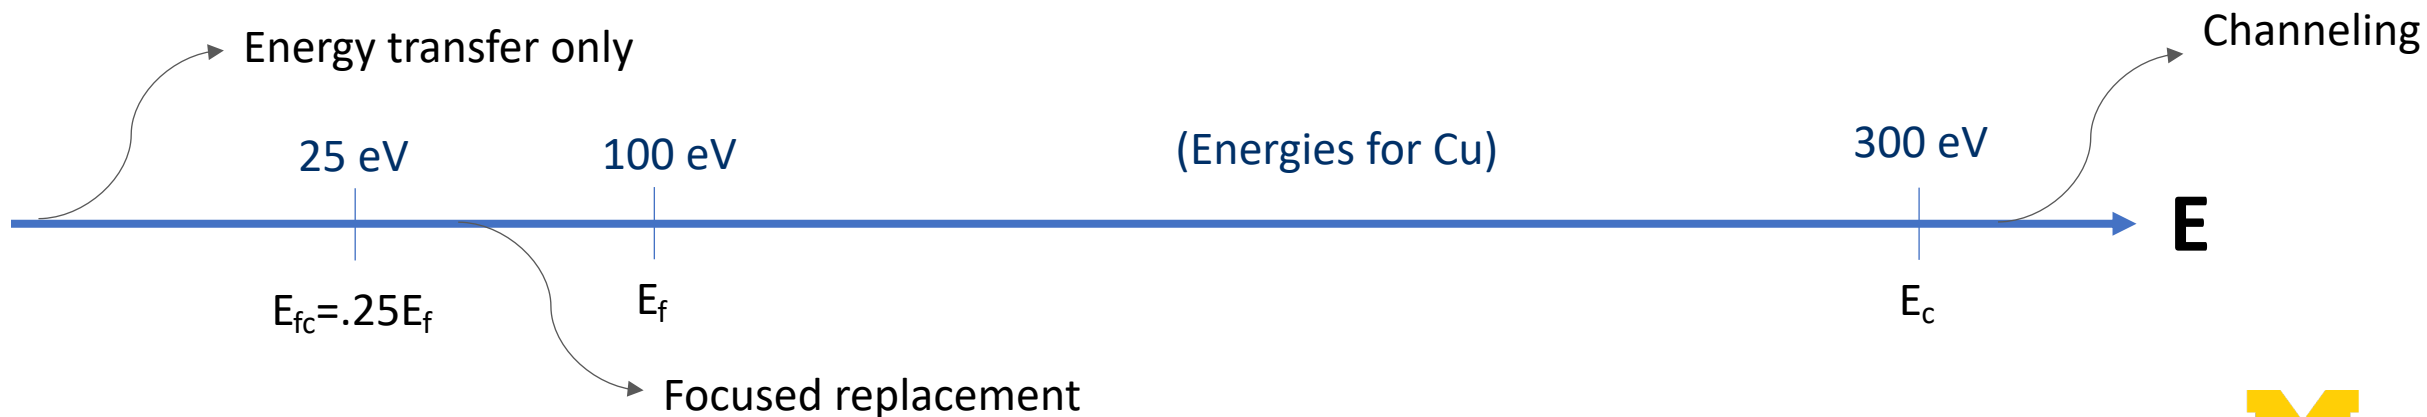 Channeling
Energy transfer only
25 eV
100 eV
(Energies for Cu)
300 eV
E
Efc=.25Ef
Ef
Ec
Focused replacement